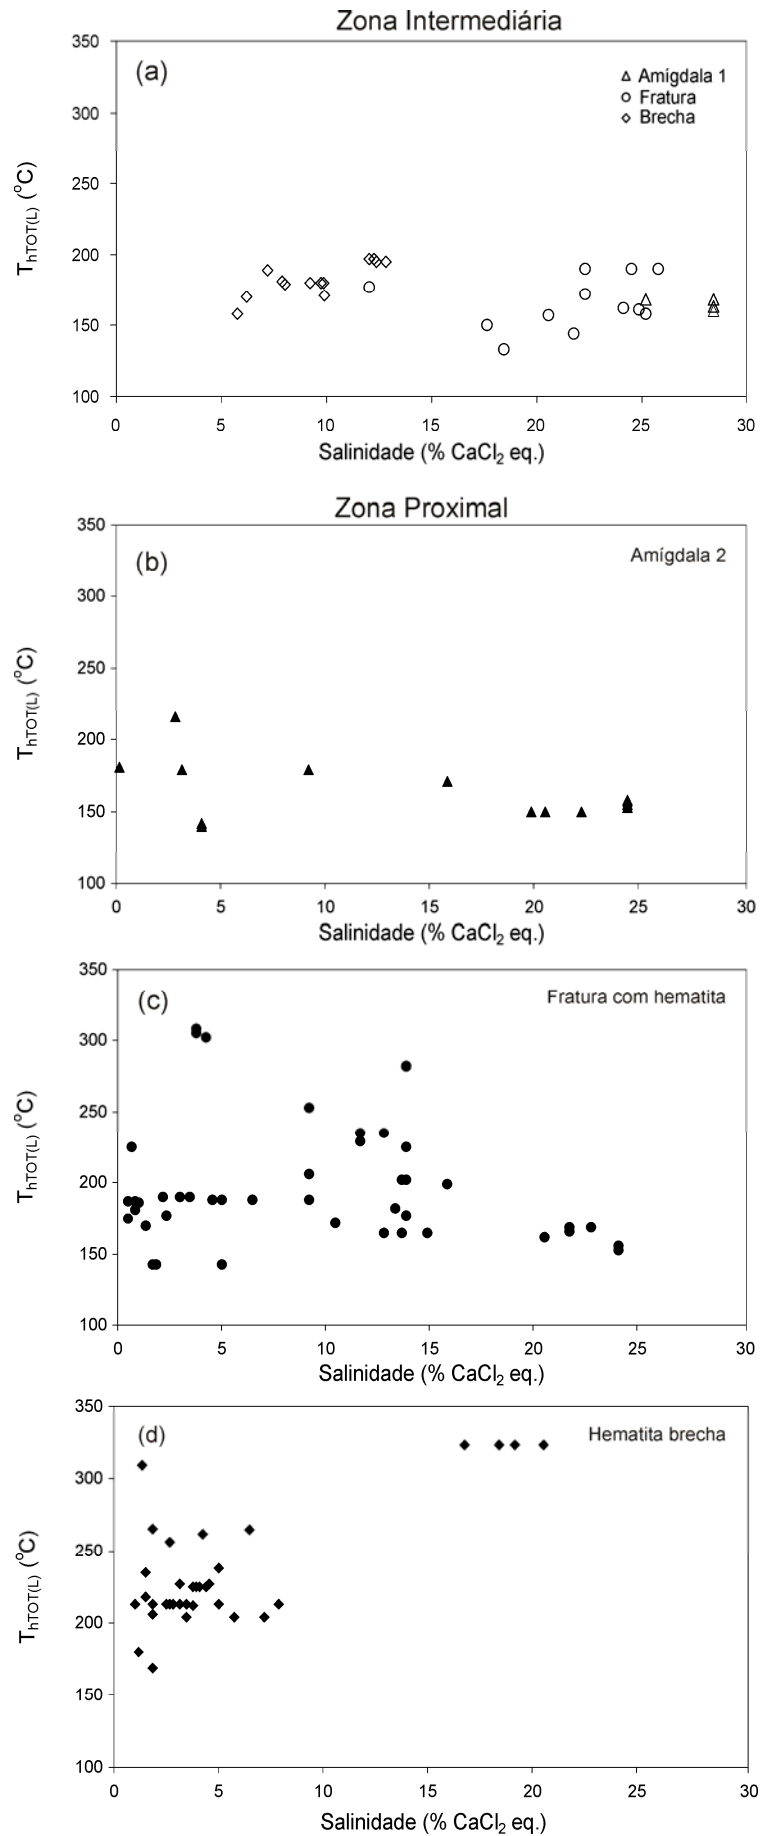 Zona Intermediária
350
(a)
Amígdala 1
Fratura
Brecha
300
250
200
150
100
ThTOT(L) (°C)
0 5 10 15 20 25 30
Salinidade (% CaCl₂ eq.)
Zona Proximal
350
(b)
Amígdala 2
300
250
200
150
100
ThTOT(L) (°C)
0 5 10 15 20 25 30
Salinidade (% CaCl₂ eq.)
350
(c)
Fratura com hematita
300
250
200
150
100
ThTOT(L) (°C)
0 5 10 15 20 25 30
Salinidade (% CaCl₂ eq.)
350
(d)
Hematita brecha
300
250
200
150
100
ThTOT(L) (°C)
0 5 10 15 20 25 30
Salinidade (% CaCl₂ eq.)